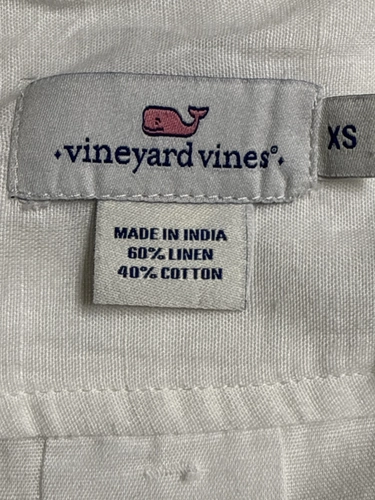 ·vineyard vines®·
XS
MADE IN INDIA
60% LINEN
40% COTTON